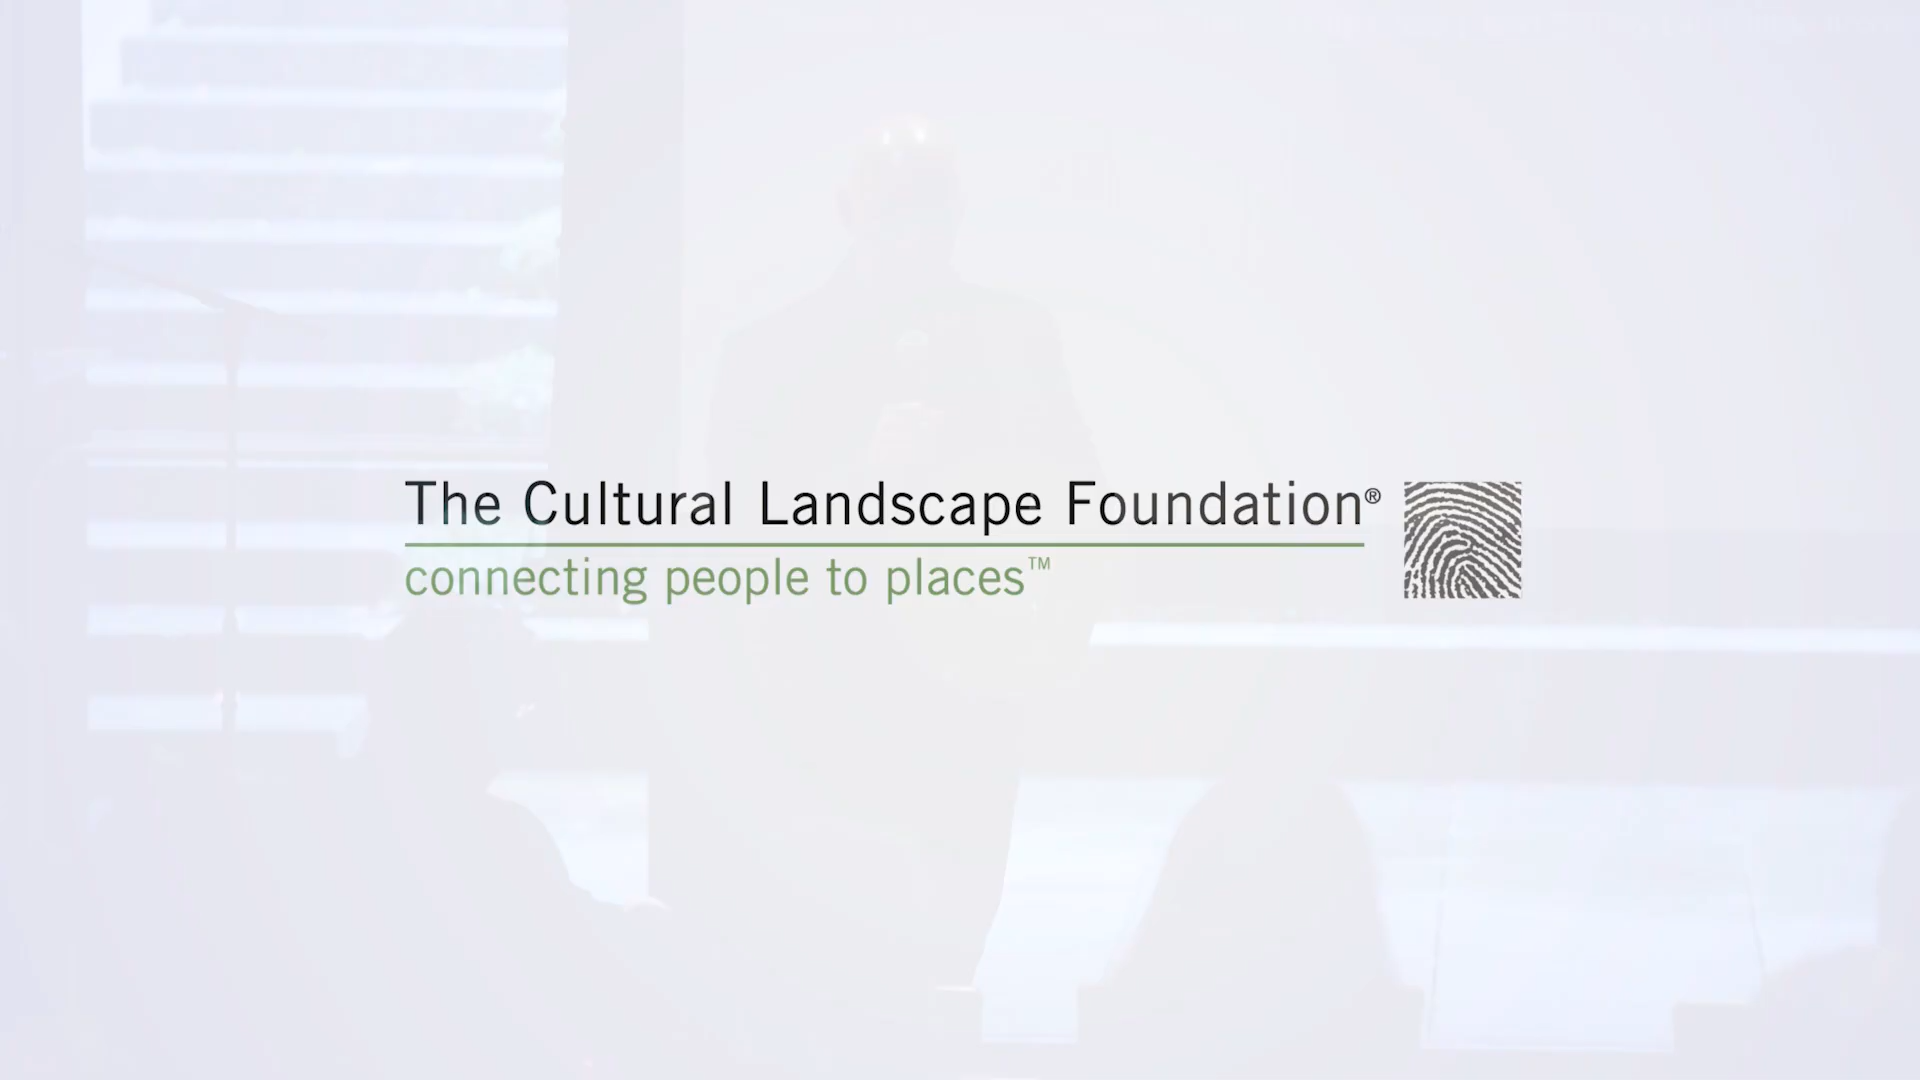 The Cultural Landscape Foundation®
connecting people to places™